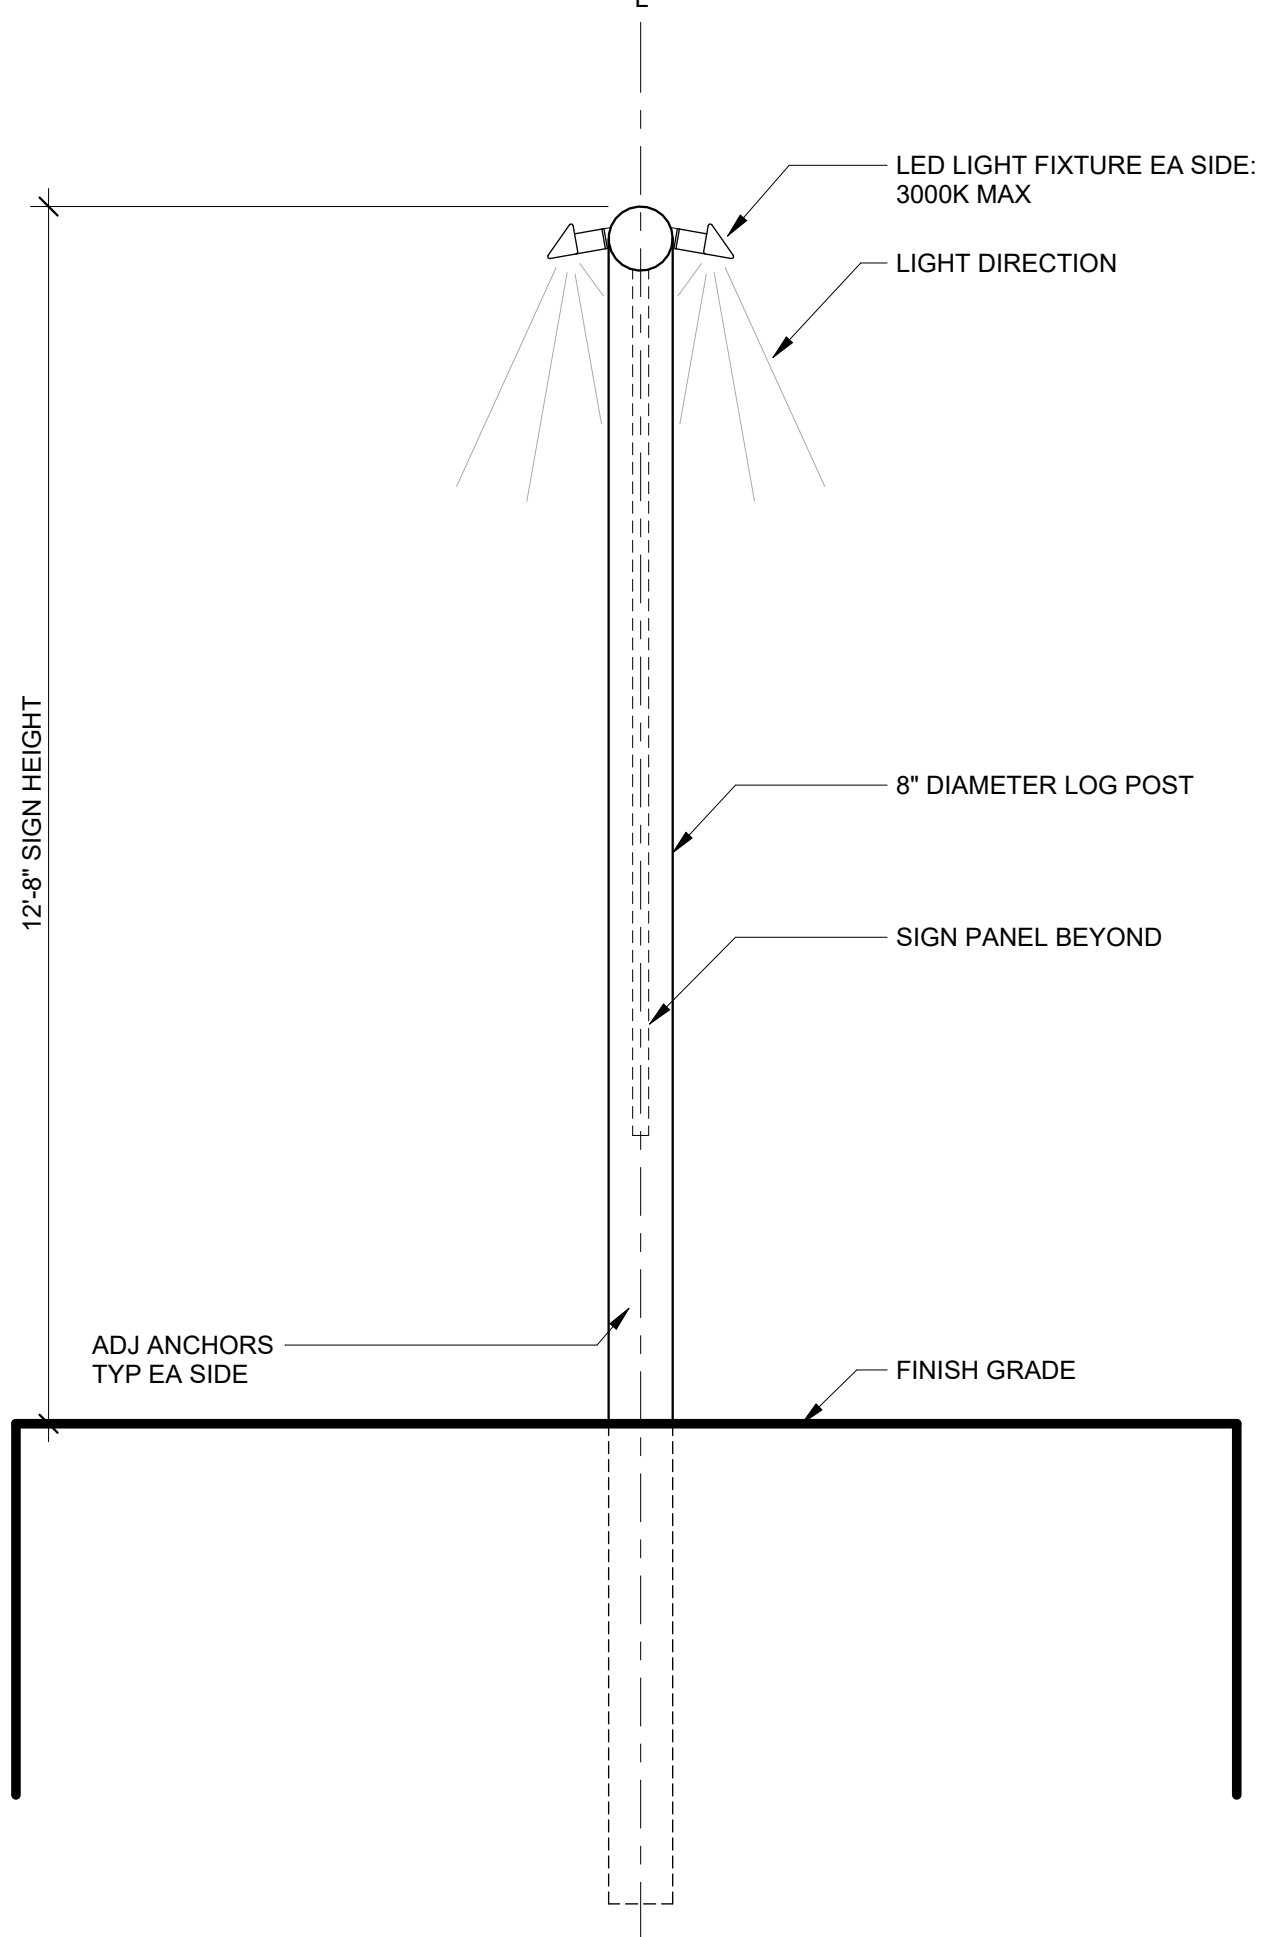 L
LED LIGHT FIXTURE EA SIDE:
3000K MAX
LIGHT DIRECTION
12'-8" SIGN HEIGHT
8" DIAMETER LOG POST
SIGN PANEL BEYOND
ADJ ANCHORS
TYP EA SIDE
FINISH GRADE